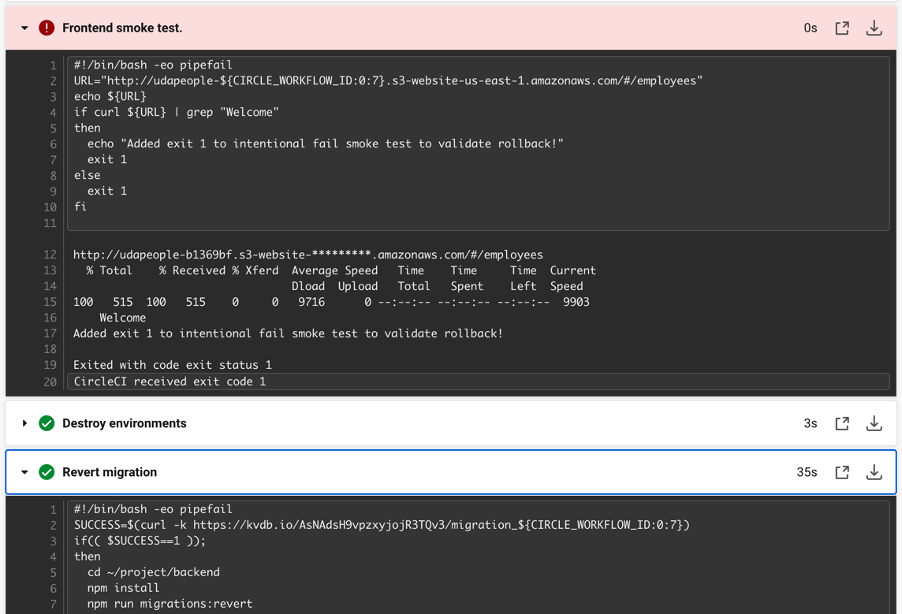 Frontend smoke test. 0s
1 #!/bin/bash -eo pipefail
2 URL="http://udapeople-${CIRCLE_WORKFLOW_ID:0:7}.s3-website-us-east-1.amazonaws.com/#/employees"
3 echo ${URL}
4 if curl ${URL} | grep "Welcome"
5 then
6 echo "Added exit 1 to intentional fail smoke test to validate rollback!"
7 exit 1
8 else
9 exit 1
10 fi
11
12 http://udapeople-b1369bf.s3-website-*********.amazonaws.com/#/employees
13 % Total % Received % Xferd Average Speed Time Time Time Current
14 Dload Upload Total Spent Left Speed
15 100 515 100 515 0 0 9716 0 --:--:-- --:--:-- --:--:-- 9903
16 Welcome
17 Added exit 1 to intentional fail smoke test to validate rollback!
18
19 Exited with code exit status 1
20 CircleCI received exit code 1
Destroy environments 3s
Revert migration 35s
1 #!/bin/bash -eo pipefail
2 SUCCESS=$(curl -k https://kvdb.io/AsNAdsH9vpzxyjojR3TQv3/migration_${CIRCLE_WORKFLOW_ID:0:7})
3 if(( $SUCCESS==1 ));
4 then
5 cd ~/project/backend
6 npm install
7 npm run migrations:revert